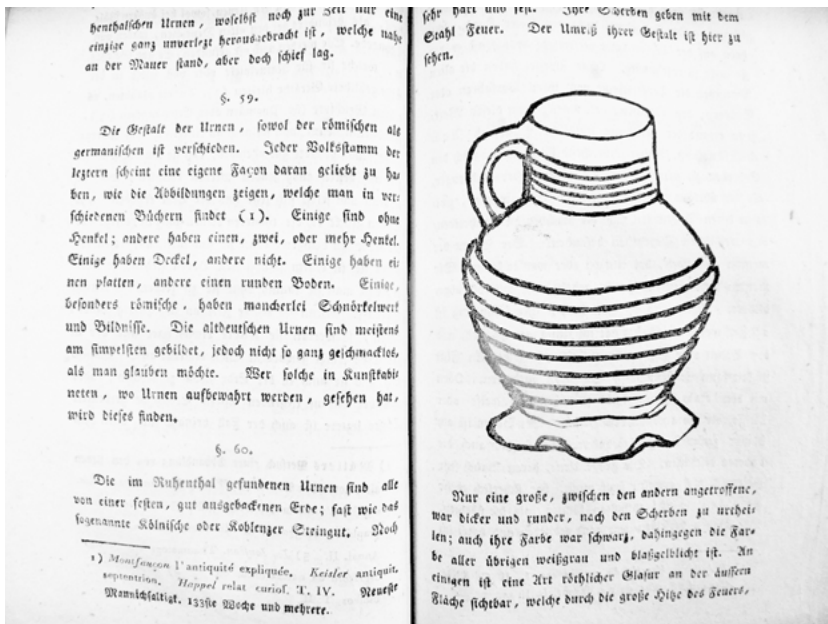 henthalschen Urnen, woselbst noch zur Zeit nur eine
einzige ganz unverlezt herausgebracht ist, welche nahe
an der Mauer stand, aber doch schief lag.
§. 59.
Die Gestalt der Urnen, sowol der römischen als
germanischen ist verschieden. Jeder Volksstamm der
leztern scheint eine eigene Façon daran geliebt zu ha-
ben, wie die Abbildungen zeigen, welche man in ver-
schiedenen Büchern findet (1). Einige sind ohne
Henkel; andere haben einen, zwei, oder mehr Henkel.
Einige haben Deckel, andere nicht. Einige haben ei-
nen platten, andere einen runden Boden. Einige,
besonders römische, haben mancherlei Schnörkelwerk
und Bildnisse. Die altdeutschen Urnen sind meistens
am simpelsten gebildet, jedoch nicht so ganz geschmacklos,
als man glauben möchte. Wer solche in Kunstkabi-
neten, wo Urnen aufbewahrt werden, gesehen hat,
wird dieses finden.
§. 60.
Die im Ruhenthal gefundenen Urnen sind alle
von einer festen, gut ausgebackenen Erde; fast wie das
sogenannte Kölnische oder Koblenzer Steingut. Noch
1) Montfauçon l'antiquité expliquée. Keisler antiquit.
septentrion. Happel relat curios. T. IV. Neueste
Mannichfaltigk. 133ste Woche und mehrere.
sehr hart und fest. Ihre Scherben geben mit dem
Stahl Feuer. Der Umriß ihrer Gestalt ist hier zu
sehen.
Nur eine große, zwischen den andern angetroffene,
war dicker und runder, nach den Scherben zu urthei-
len; auch ihre Farbe war schwarz, dahingegen die Far-
be aller übrigen weißgrau und blaßgelblicht ist. An
einigen ist eine Art röthlicher Glasur an der äussern
Fläche sichtbar, welche durch die große Hitze des Feuers,